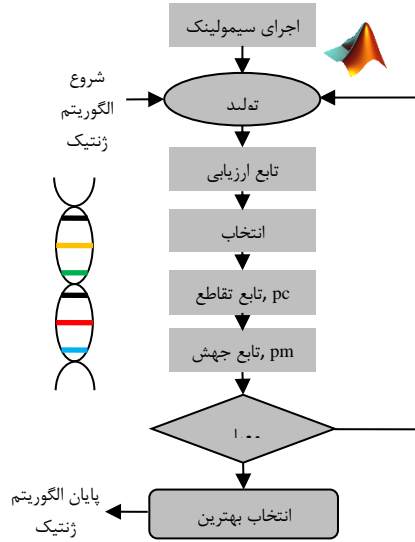 اجرای سیمولینک
شروع
الگوریتم
ژنتیک
تولید
تابع ارزیابی
انتخاب
تابع تقاطع, pc
تابع جهش, pm
انتخاب بهترین
پایان الگوریتم
ژنتیک